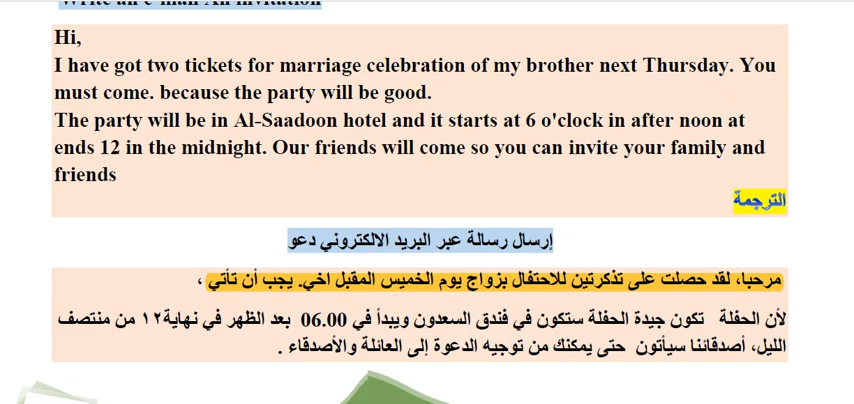 Write an e-mail An invitation
Hi,
I have got two tickets for marriage celebration of my brother next Thursday. You
must come. because the party will be good.
The party will be in Al-Saadoon hotel and it starts at 6 o'clock in after noon at
ends 12 in the midnight. Our friends will come so you can invite your family and
friends
الترجمة
إرسال رسالة عبر البريد الالكتروني دعو
مرحبا، لقد حصلت على تذكرتين للاحتفال بزواج يوم الخميس المقبل اخي. يجب أن تأتي ،
لأن الحفلة تكون جيدة الحفلة ستكون في فندق السعدون ويبدأ في 06.00 بعد الظهر في نهاية١٢ من منتصف
الليل، أصدقائنا سيأتون حتى يمكنك من توجيه الدعوة إلى العائلة والأصدقاء .